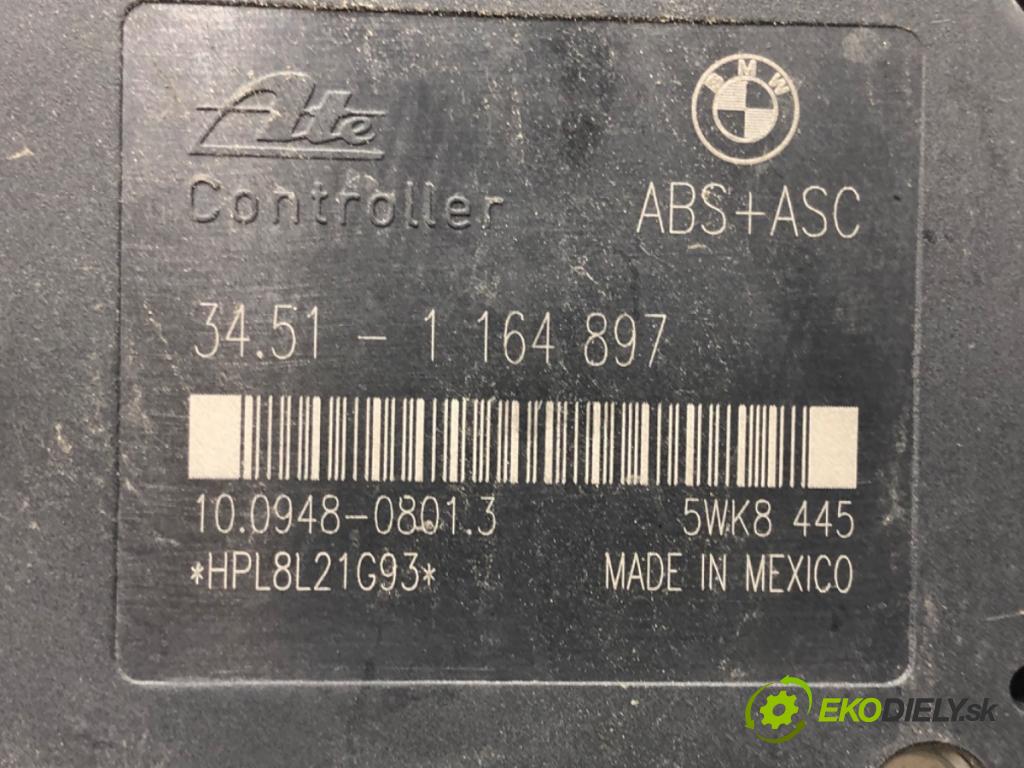 Ate
BMW
Controller
ABS+ASC
34.51 - 1 164 897
10.0948-0801.3
5WK8 445
*HPL8L21G93*
MADE IN MEXICO
EKODIELY.sk